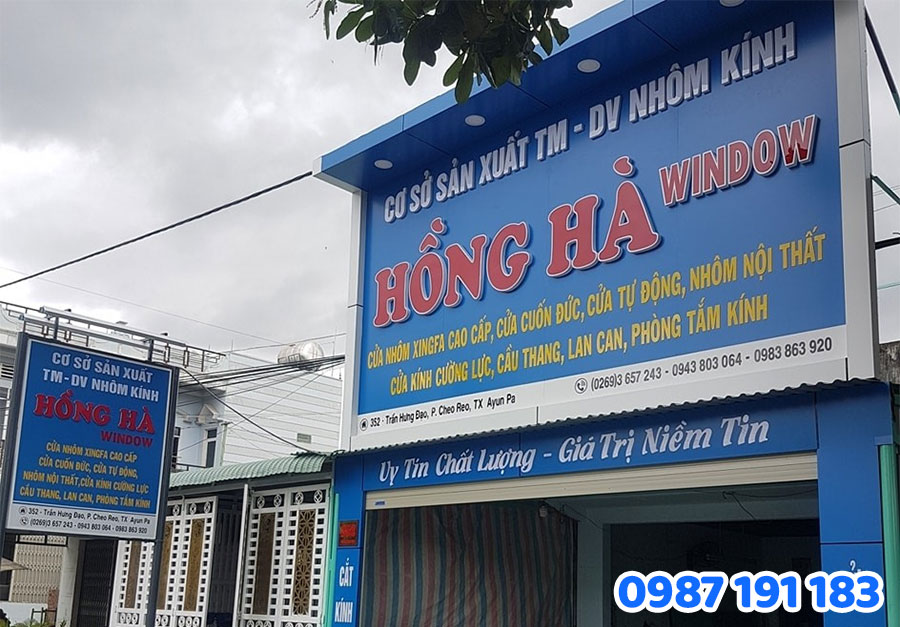 CƠ SỞ SẢN XUẤT TM - DV NHÔM KÍNH
HỒNG HÀ WINDOW
CỬA NHÔM XINGFA CAO CẤP, CỬA CUỐN ĐỨC, CỬA TỰ ĐỘNG, NHÔM NỘI THẤT
CỬA KÍNH CƯỜNG LỰC, CẦU THANG, LAN CAN, PHÒNG TẮM KÍNH
352 - Trần Hưng Đạo, P. Cheo Reo, TX Ayun Pa
(0269)3 657 243 - 0943 803 064 - 0983 863 920
Uy Tín Chất Lượng - Giá Trị Niềm Tin
CƠ SỞ SẢN XUẤT
TM-DV NHÔM KÍNH
HỒNG HÀ
WINDOW
CỬA NHÔM XINGFA CAO CẤP
CỬA CUỐN ĐỨC, CỬA TỰ ĐỘNG,
NHÔM NỘI THẤT,CỬA KÍNH CƯỜNG LỰC
CẦU THANG, LAN CAN, PHÒNG TẮM KÍNH
352 - Trần Hưng Đạo, P. Cheo Reo, TX Ayun Pa
(0269)3 657 243 - 0943 803 064 - 0983 863 920
CẮT
KÍNH
0987 191 183